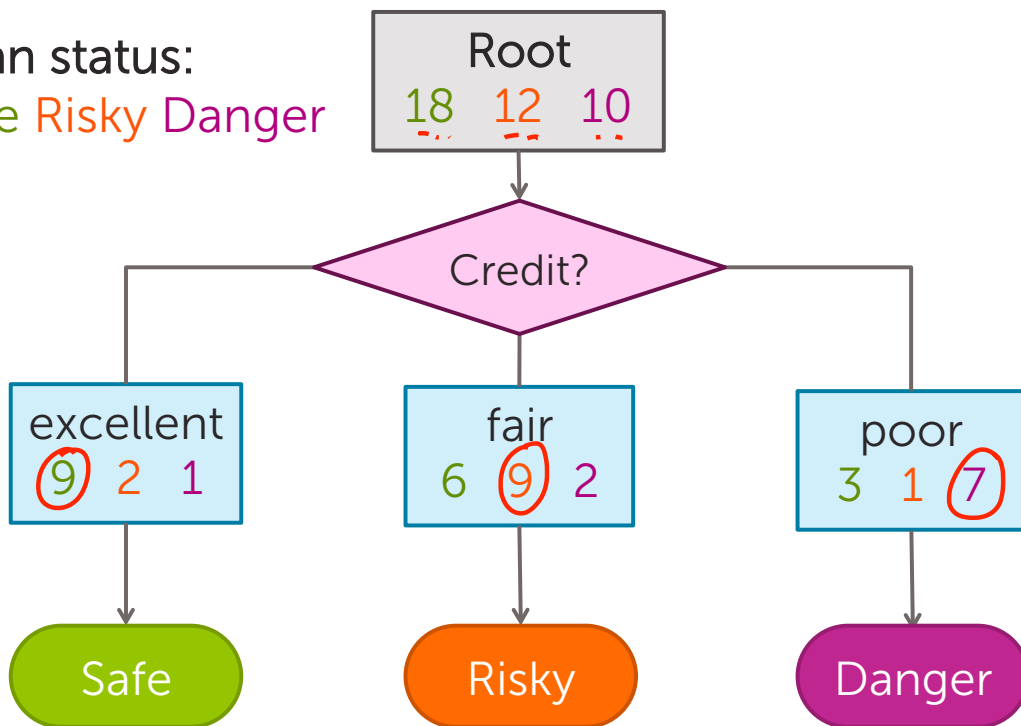 Root
status:
Risky Danger
18 12 10
Credit?
excellent
9 2 1
fair
6 9 2
poor
3 1 7
Safe
Risky
Danger